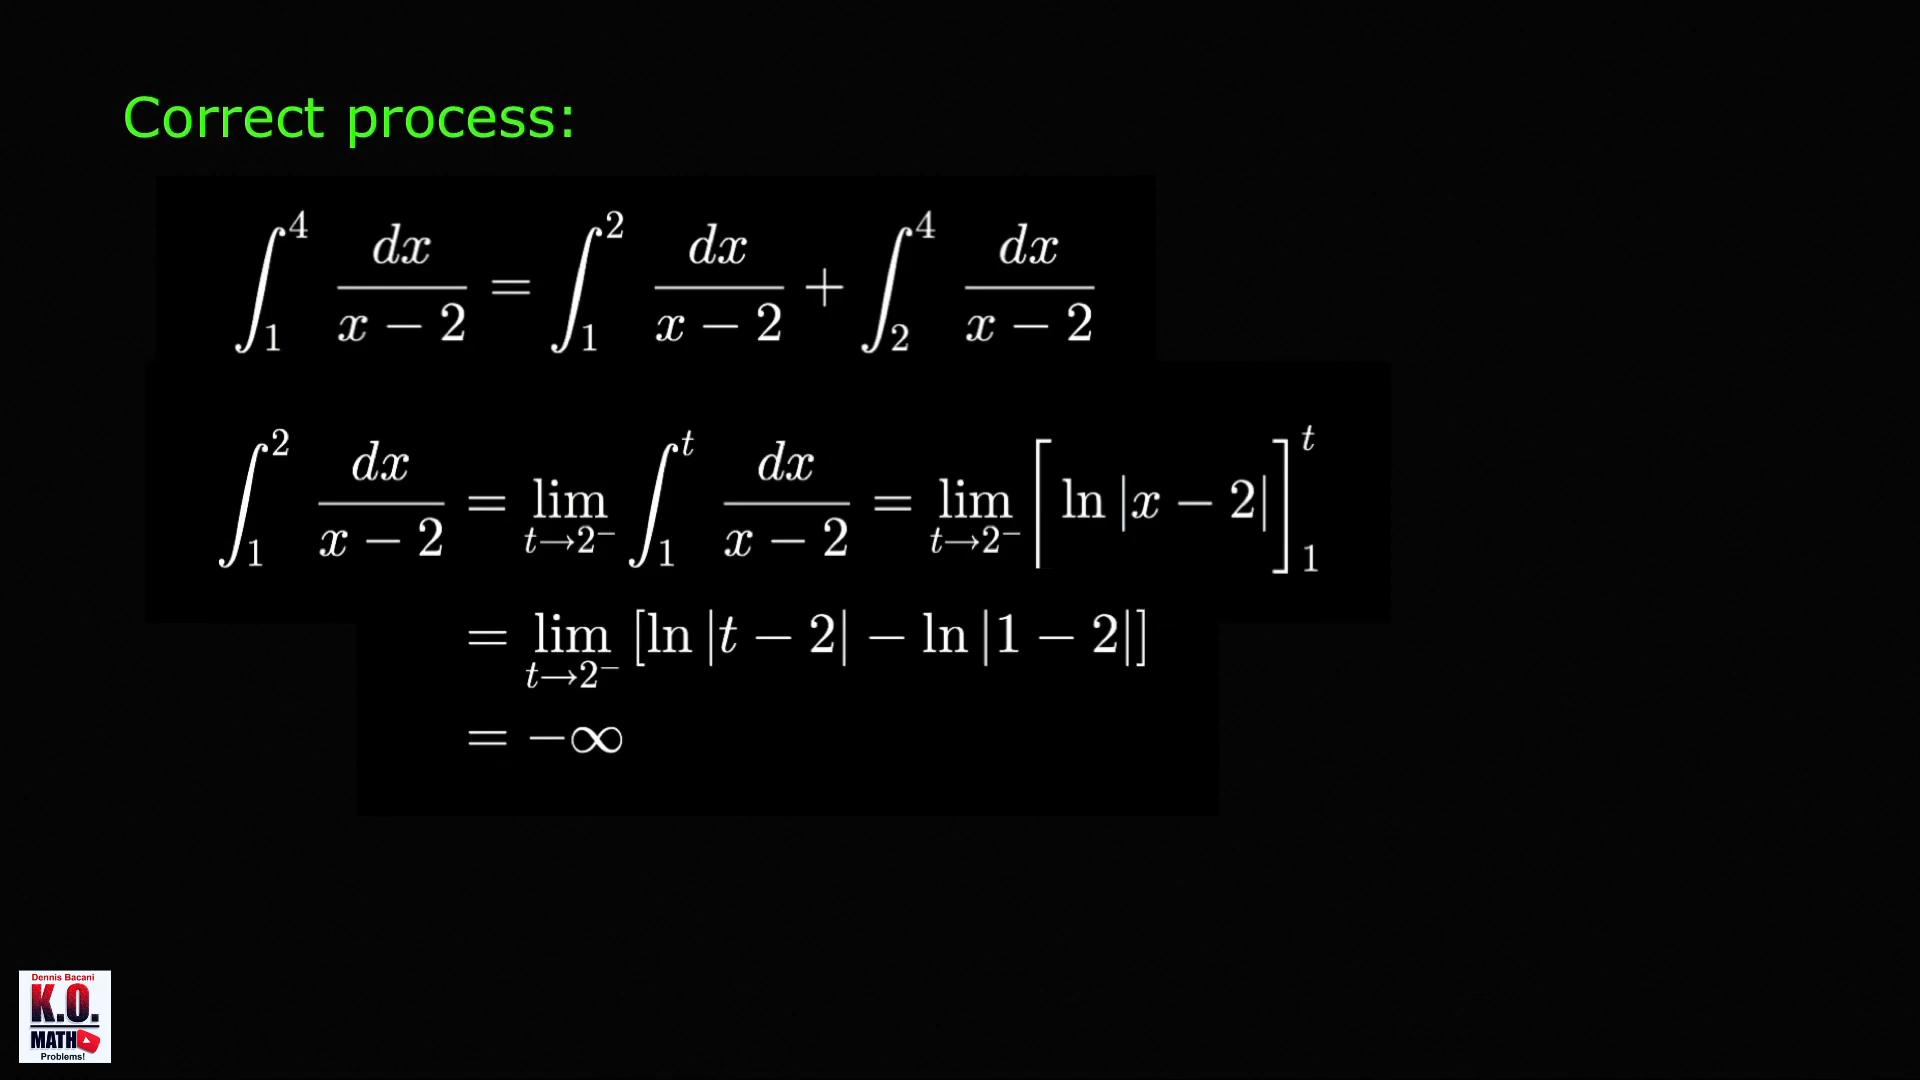 Correct process:
∫₁⁴ dx/(x − 2) = ∫₁² dx/(x − 2) + ∫₂⁴ dx/(x − 2)
∫₁² dx/(x − 2) = lim_{t→2⁻} ∫₁ᵗ dx/(x − 2) = lim_{t→2⁻} [ln |x − 2|]₁ᵗ
= lim_{t→2⁻} [ln |t − 2| − ln |1 − 2|]
= −∞
Dennis Bacani
K.O.
MATH
Problems!